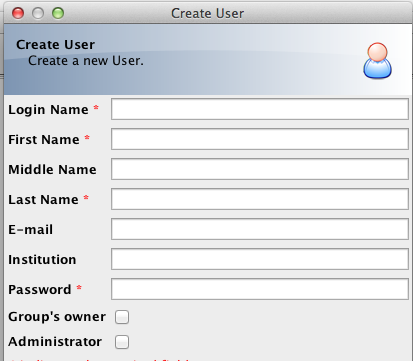 Create User
Create User
Create a new User.
Login Name *
First Name *
Middle Name
Last Name *
E-mail
Institution
Password *
Group's owner
Administrator